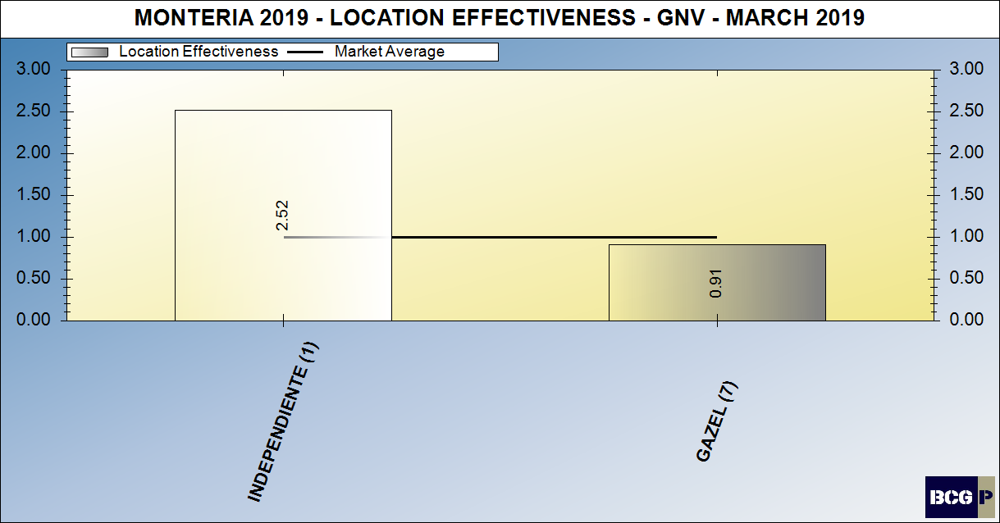 MONTERIA 2019 - LOCATION EFFECTIVENESS - GNV - MARCH 2019
Location Effectiveness Market Average
3.00 3.00
2.50 2.50
2.00 2.00
1.50 1.50
1.00 1.00
0.50 0.50
0.00 0.00
2.52
0.91
INDEPENDIENTE (1)
GAZEL (7)
BCG P